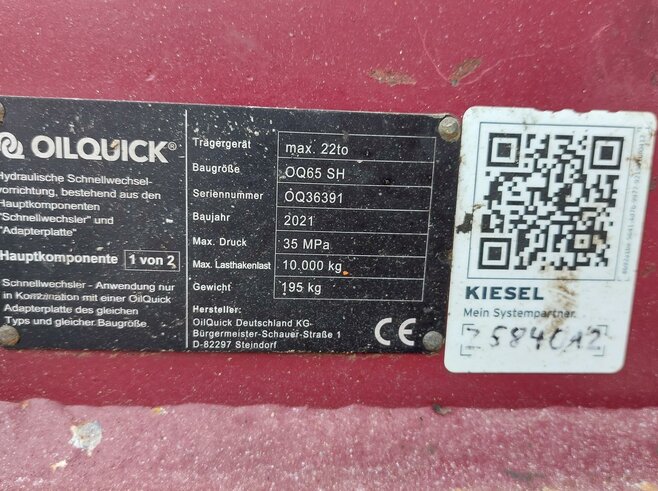 OILQUICK®
Hydraulische Schnellwechsel-
vorrichtung, bestehend aus den
Hauptkomponenten
"Schnellwechsler" und
"Adapterplatte"
Hauptkomponente 1 von 2
Schnellwechsler - Anwendung nur
in Kombination mit einer OilQuick
Adapterplatte des gleichen
Typs und gleicher Baugröße.
Trägergerät max. 22to
Baugröße OQ65 SH
Seriennummer OQ36391
Baujahr 2021
Max. Druck 35 MPa
Max. Lasthakenlast 10.000 kg
Gewicht 195 kg
Hersteller:
OilQuick Deutschland KG
Bürgermeister-Schauer-Straße 1
D-82297 Steindorf
CE
KIESEL
Mein Systempartner.